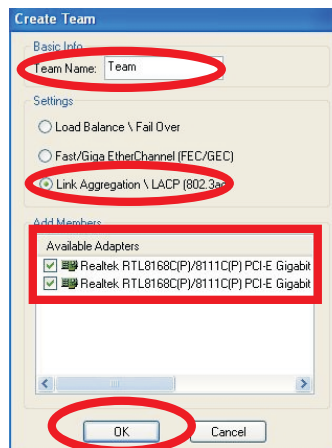 Create Team
Basic Info
Team Name: Team
Settings
Load Balance \ Fail Over
Fast/Giga EtherChannel (FEC/GEC)
Link Aggregation \ LACP (802.3ad
Add Members
Available Adapters
Realtek RTL8168C(P)/8111C(P) PCI-E Gigabit
Realtek RTL8168C(P)/8111C(P) PCI-E Gigabit
OK Cancel